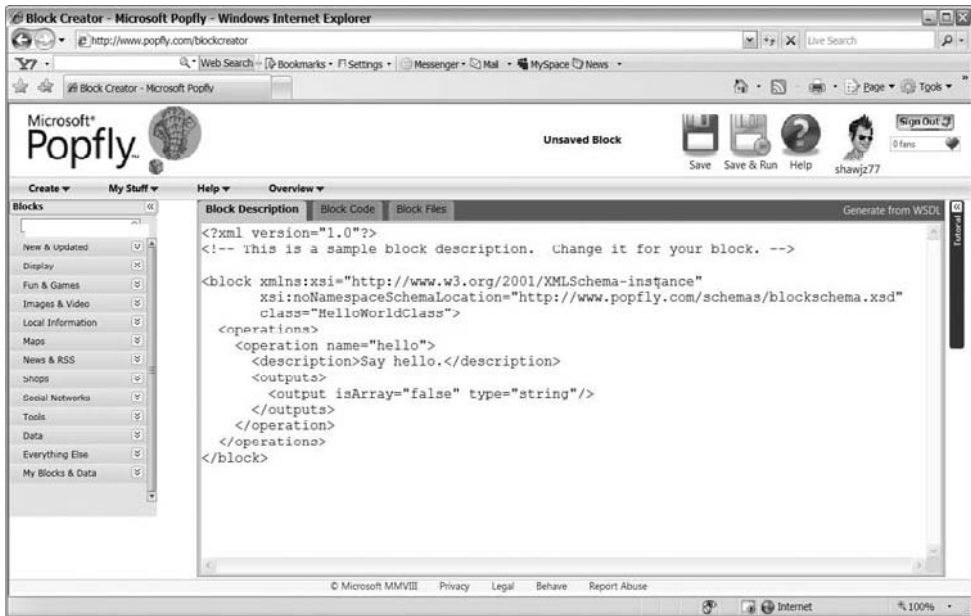 Block Creator - Microsoft Popfly - Windows Internet Explorer
http://www.popfly.com/blockcreator
Live Search
Web Search
Bookmarks
Settings
Messenger
Mail
MySpace
News
Block Creator - Microsoft Popfly
Page
Tools
Microsoft®
Popfly™
Unsaved Block
Save
Save & Run
Help
shawjz77
Sign Out
0 fans
Create
My Stuff
Help
Overview
Blocks
New & Updated
Display
Fun & Games
Images & Video
Local Information
Maps
News & RSS
Shops
Social Networks
Tools
Data
Everything Else
My Blocks & Data
Block Description
Block Code
Block Files
Generate from WSDL
Tutorial
<?xml version="1.0"?>
<!-- This is a sample block description. Change it for your block. -->
<block xmlns:xsi="http://www.w3.org/2001/XMLSchema-instance"
xsi:noNamespaceSchemaLocation="http://www.popfly.com/schemas/blockschema.xsd"
class="HelloWorldClass">
<operations>
<operation name="hello">
<description>Say hello.</description>
<outputs>
<output isArray="false" type="string"/>
</outputs>
</operation>
</operations>
</block>
© Microsoft MMVIII
Privacy
Legal
Behave
Report Abuse
Internet
100%